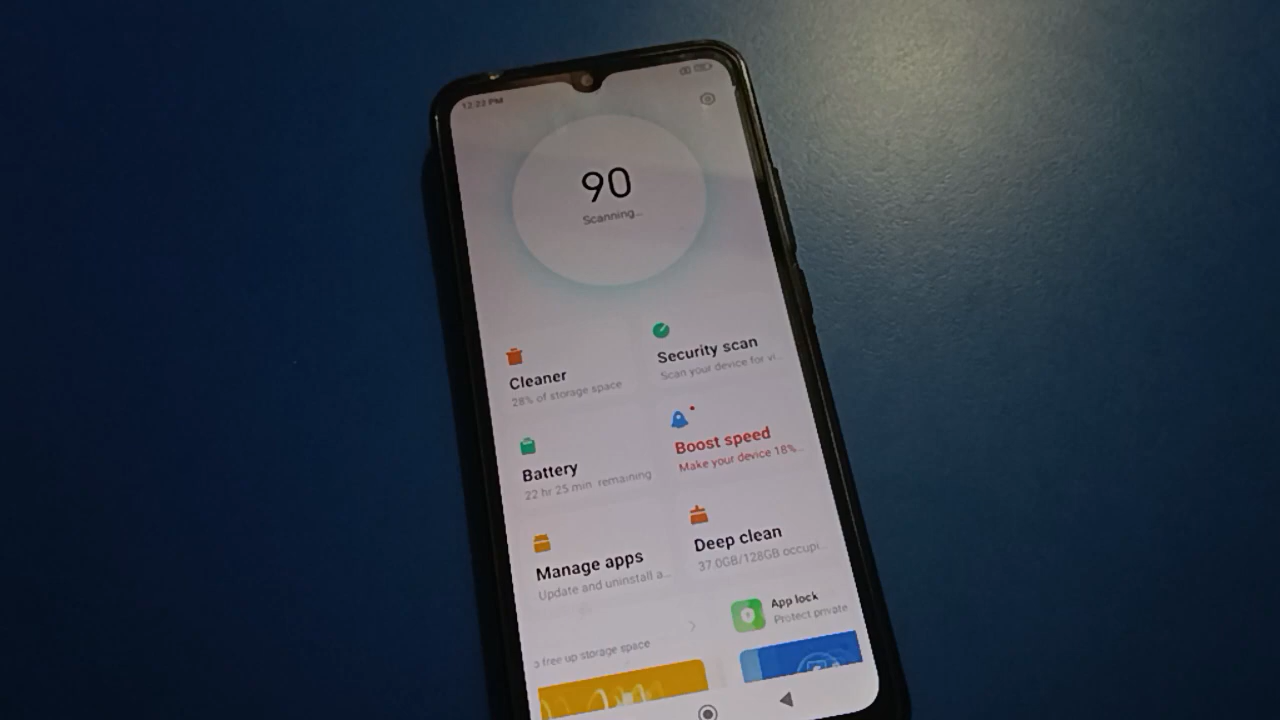 12:22 PM
90
Scanning...
Cleaner
28% of storage space
Security scan
Scan your device for vi...
Battery
22 hr 25 min remaining
Boost speed
Make your device 18%...
Manage apps
Update and uninstall a...
Deep clean
37.0GB/128GB occupi...
App lock
Protect private
free up storage space